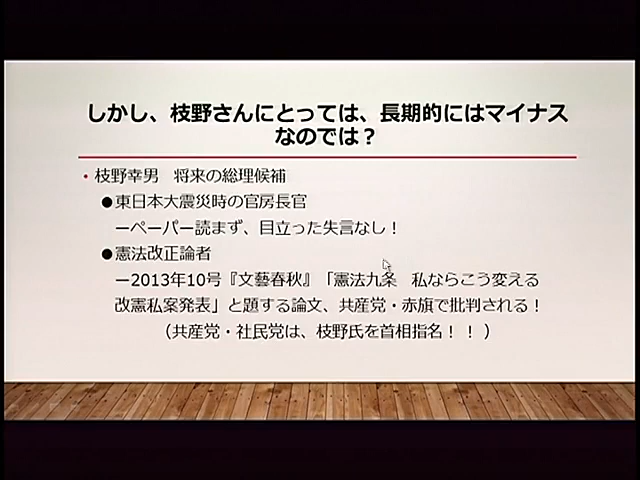 しかし、枝野さんにとっては、長期的にはマイナス
なのでは？
・枝野幸男　将来の総理候補
●東日本大震災時の官房長官
ーペーパー読まず、目立った失言なし！
●憲法改正論者
ー2013年10号『文藝春秋』「憲法九条　私ならこう変える
改憲私案発表」と題する論文、共産党・赤旗で批判される！
（共産党・社民党は、枝野氏を首相指名！！）